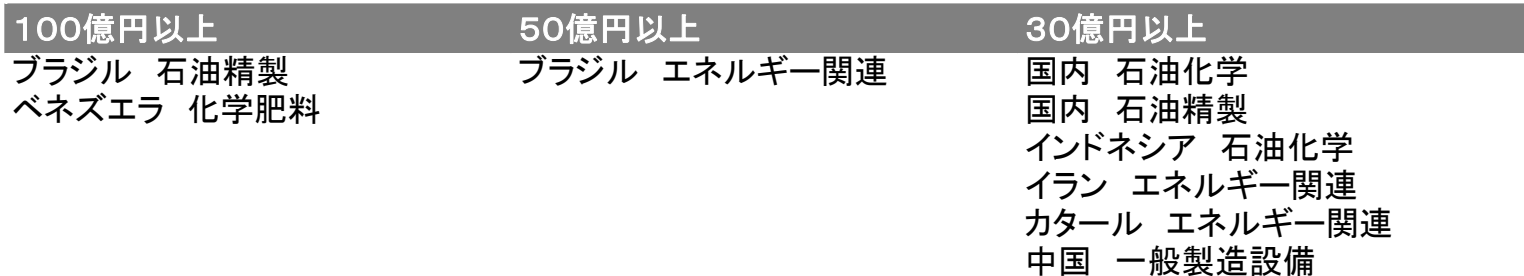 100億円以上 50億円以上 30億円以上
ブラジル 石油精製 ブラジル エネルギー関連 国内 石油化学
ベネズエラ 化学肥料 国内 石油精製
インドネシア 石油化学
イラン エネルギー関連
カタール エネルギー関連
中国 一般製造設備